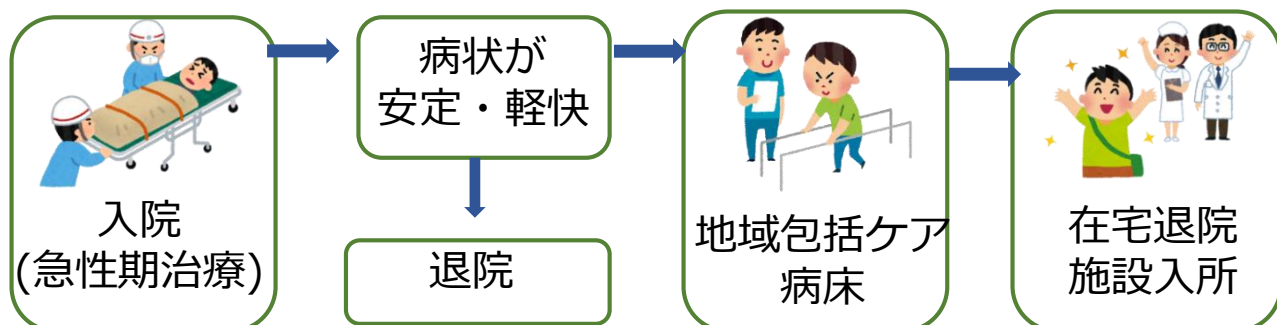 入院
(急性期治療)
病状が
安定・軽快
退院
地域包括ケア
病床
在宅退院
施設入所